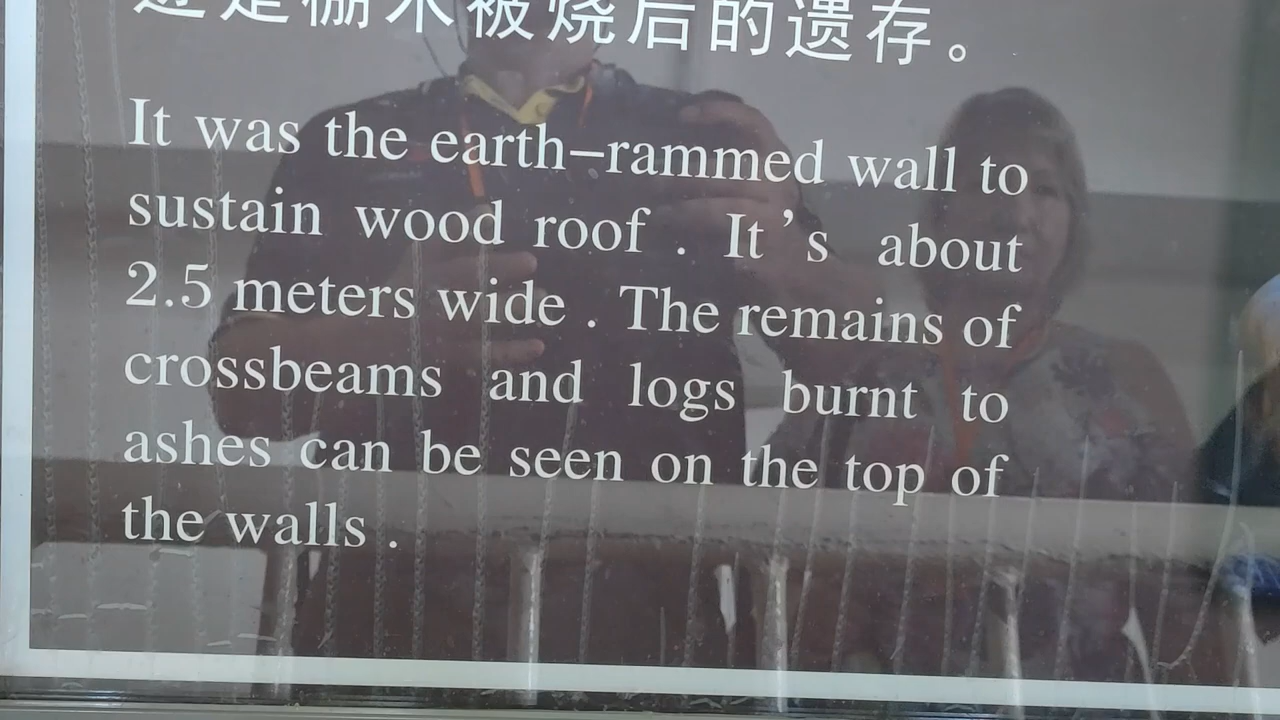 这是棚木被烧后的遗存。
It was the earth–rammed wall to
sustain wood roof . It's about
2.5 meters wide . The remains of
crossbeams and logs burnt to
ashes can be seen on the top of
the walls .